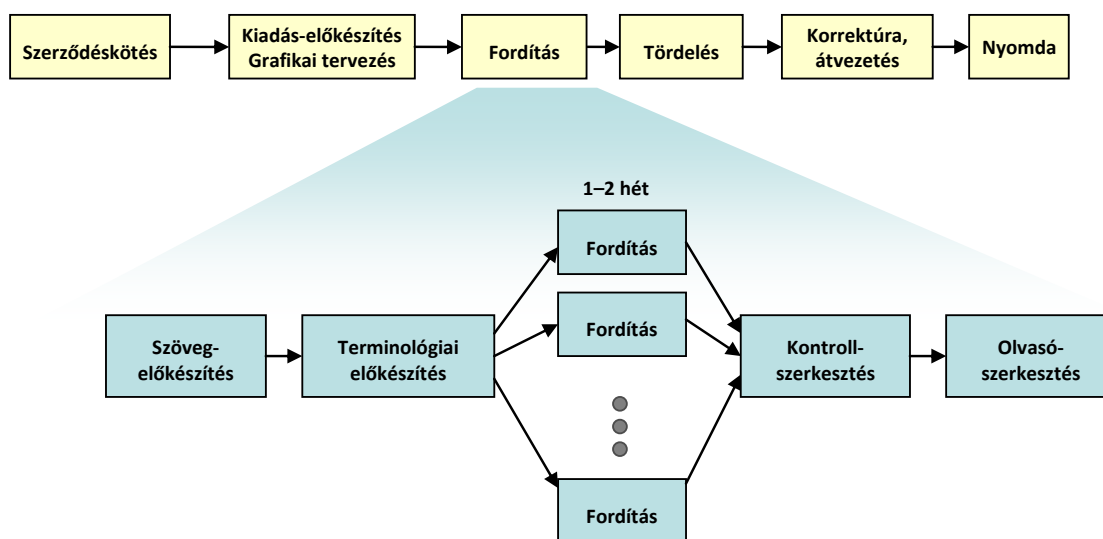 Szerződéskötés
Kiadás-előkészítés
Grafikai tervezés
Fordítás
Tördelés
Korrektúra,
átvezetés
Nyomda
1–2 hét
Fordítás
Fordítás
Szöveg-
előkészítés
Terminológiai
előkészítés
Kontroll-
szerkesztés
Olvasó-
szerkesztés
Fordítás